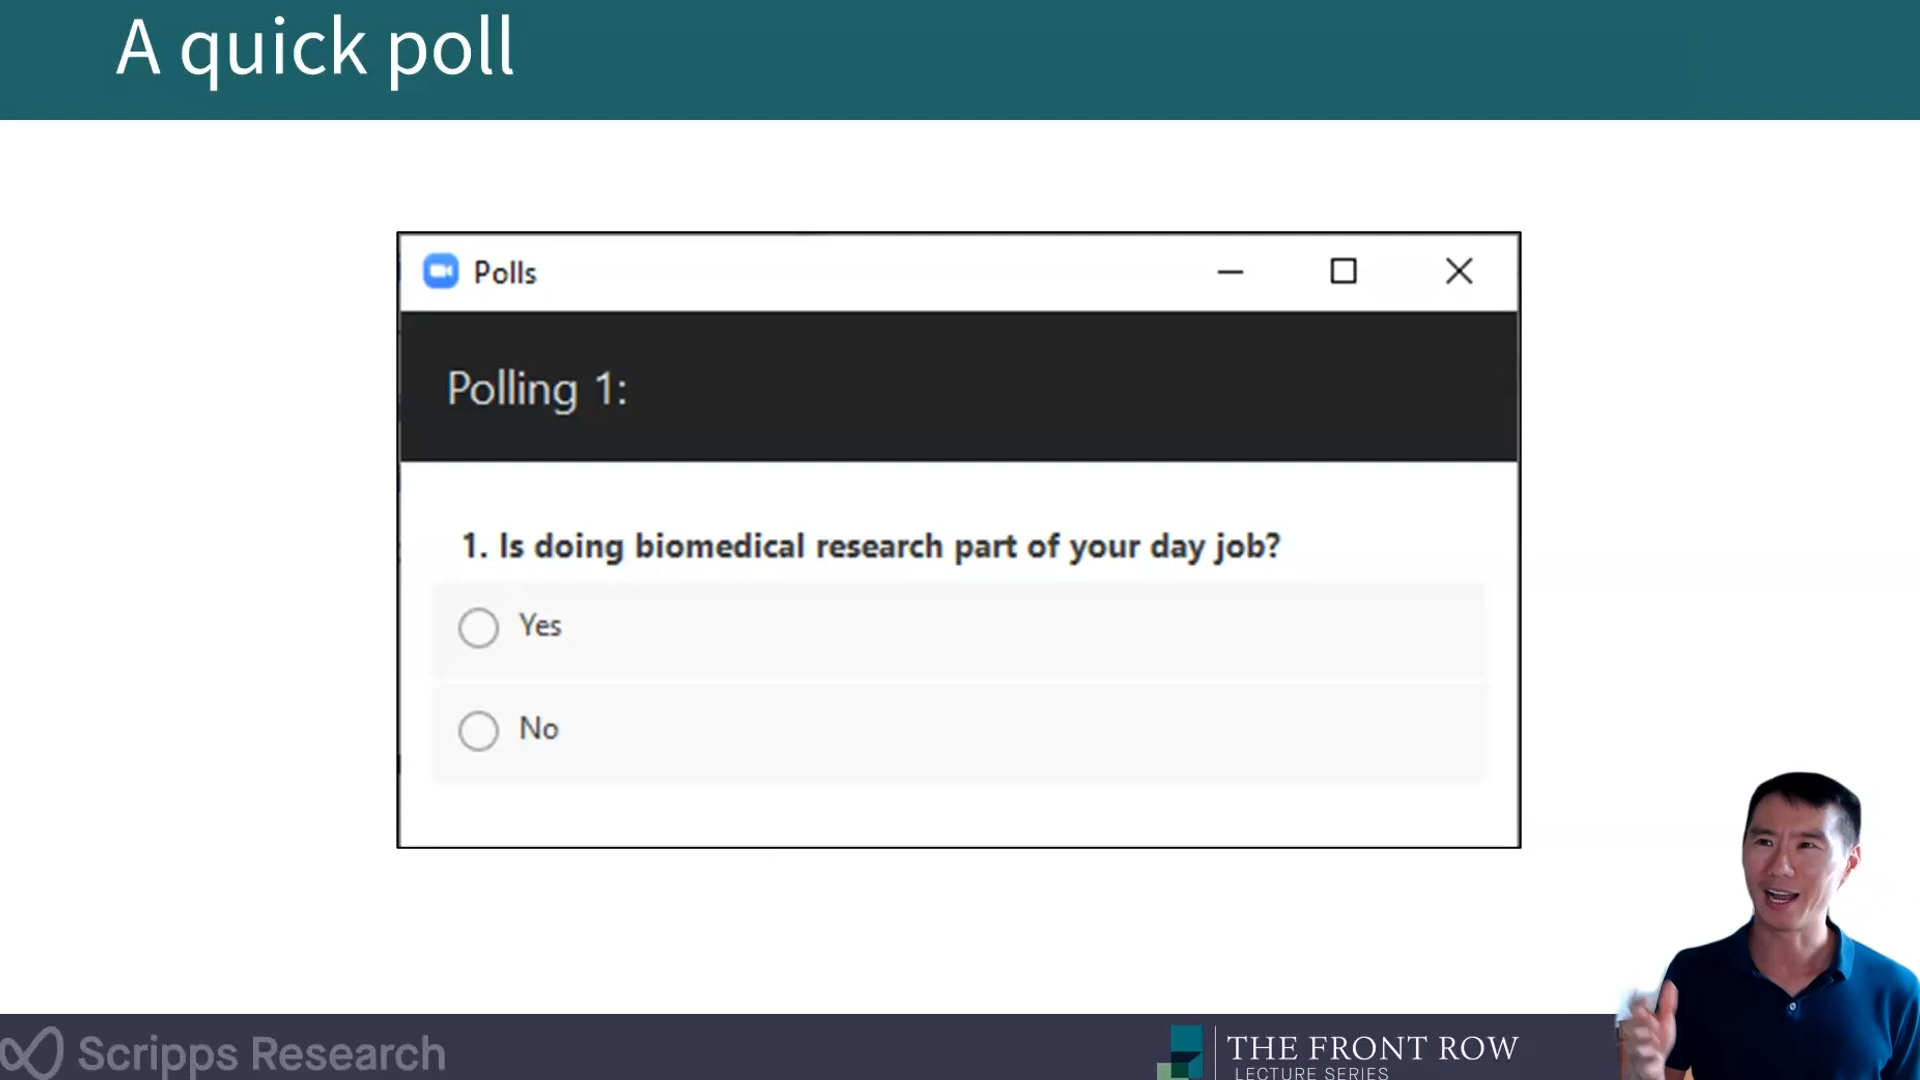 A quick poll
Polls
Polling 1:
1. Is doing biomedical research part of your day job?
Yes
No
Scripps Research
THE FRONT ROW
LECTURE SERIES